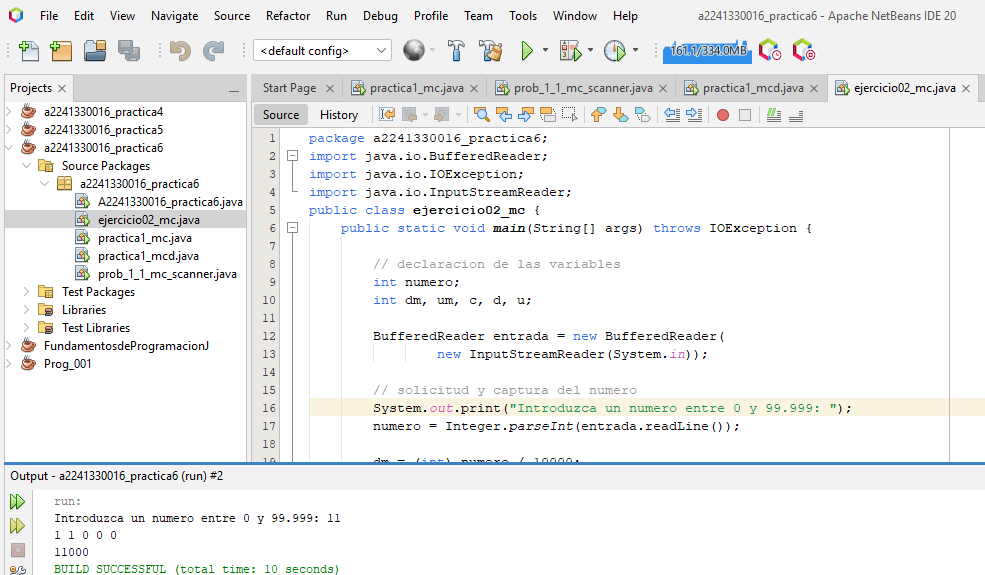 File Edit View Navigate Source Refactor Run Debug Profile Team Tools Window Help a2241330016_practica6 - Apache NetBeans IDE 20
<default config> 161.1/334.0MB
Projects
Start Page practica1_mc.java prob_1_1_mc_scanner.java practica1_mcd.java ejercicio02_mc.java
a2241330016_practica4
a2241330016_practica5
a2241330016_practica6
Source Packages
a2241330016_practica6
A2241330016_practica6.java
ejercicio02_mc.java
practica1_mc.java
practica1_mcd.java
prob_1_1_mc_scanner.java
Test Packages
Libraries
Test Libraries
FundamentosdeProgramacionJ
Prog_001
Source History
1 package a2241330016_practica6;
2 import java.io.BufferedReader;
3 import java.io.IOException;
4 import java.io.InputStreamReader;
5 public class ejercicio02_mc {
6 public static void main(String[] args) throws IOException {
7
8 // declaracion de las variables
9 int numero;
10 int dm, um, c, d, u;
11
12 BufferedReader entrada = new BufferedReader(
13 new InputStreamReader(System.in));
14
15 // solicitud y captura del numero
16 System.out.print("Introduzca un numero entre 0 y 99.999: ");
17 numero = Integer.parseInt(entrada.readLine());
18
19 dm = (int) numero / 10000;
Output - a2241330016_practica6 (run) #2
run:
Introduzca un numero entre 0 y 99.999: 11
1 1 0 0 0
11000
BUILD SUCCESSFUL (total time: 10 seconds)